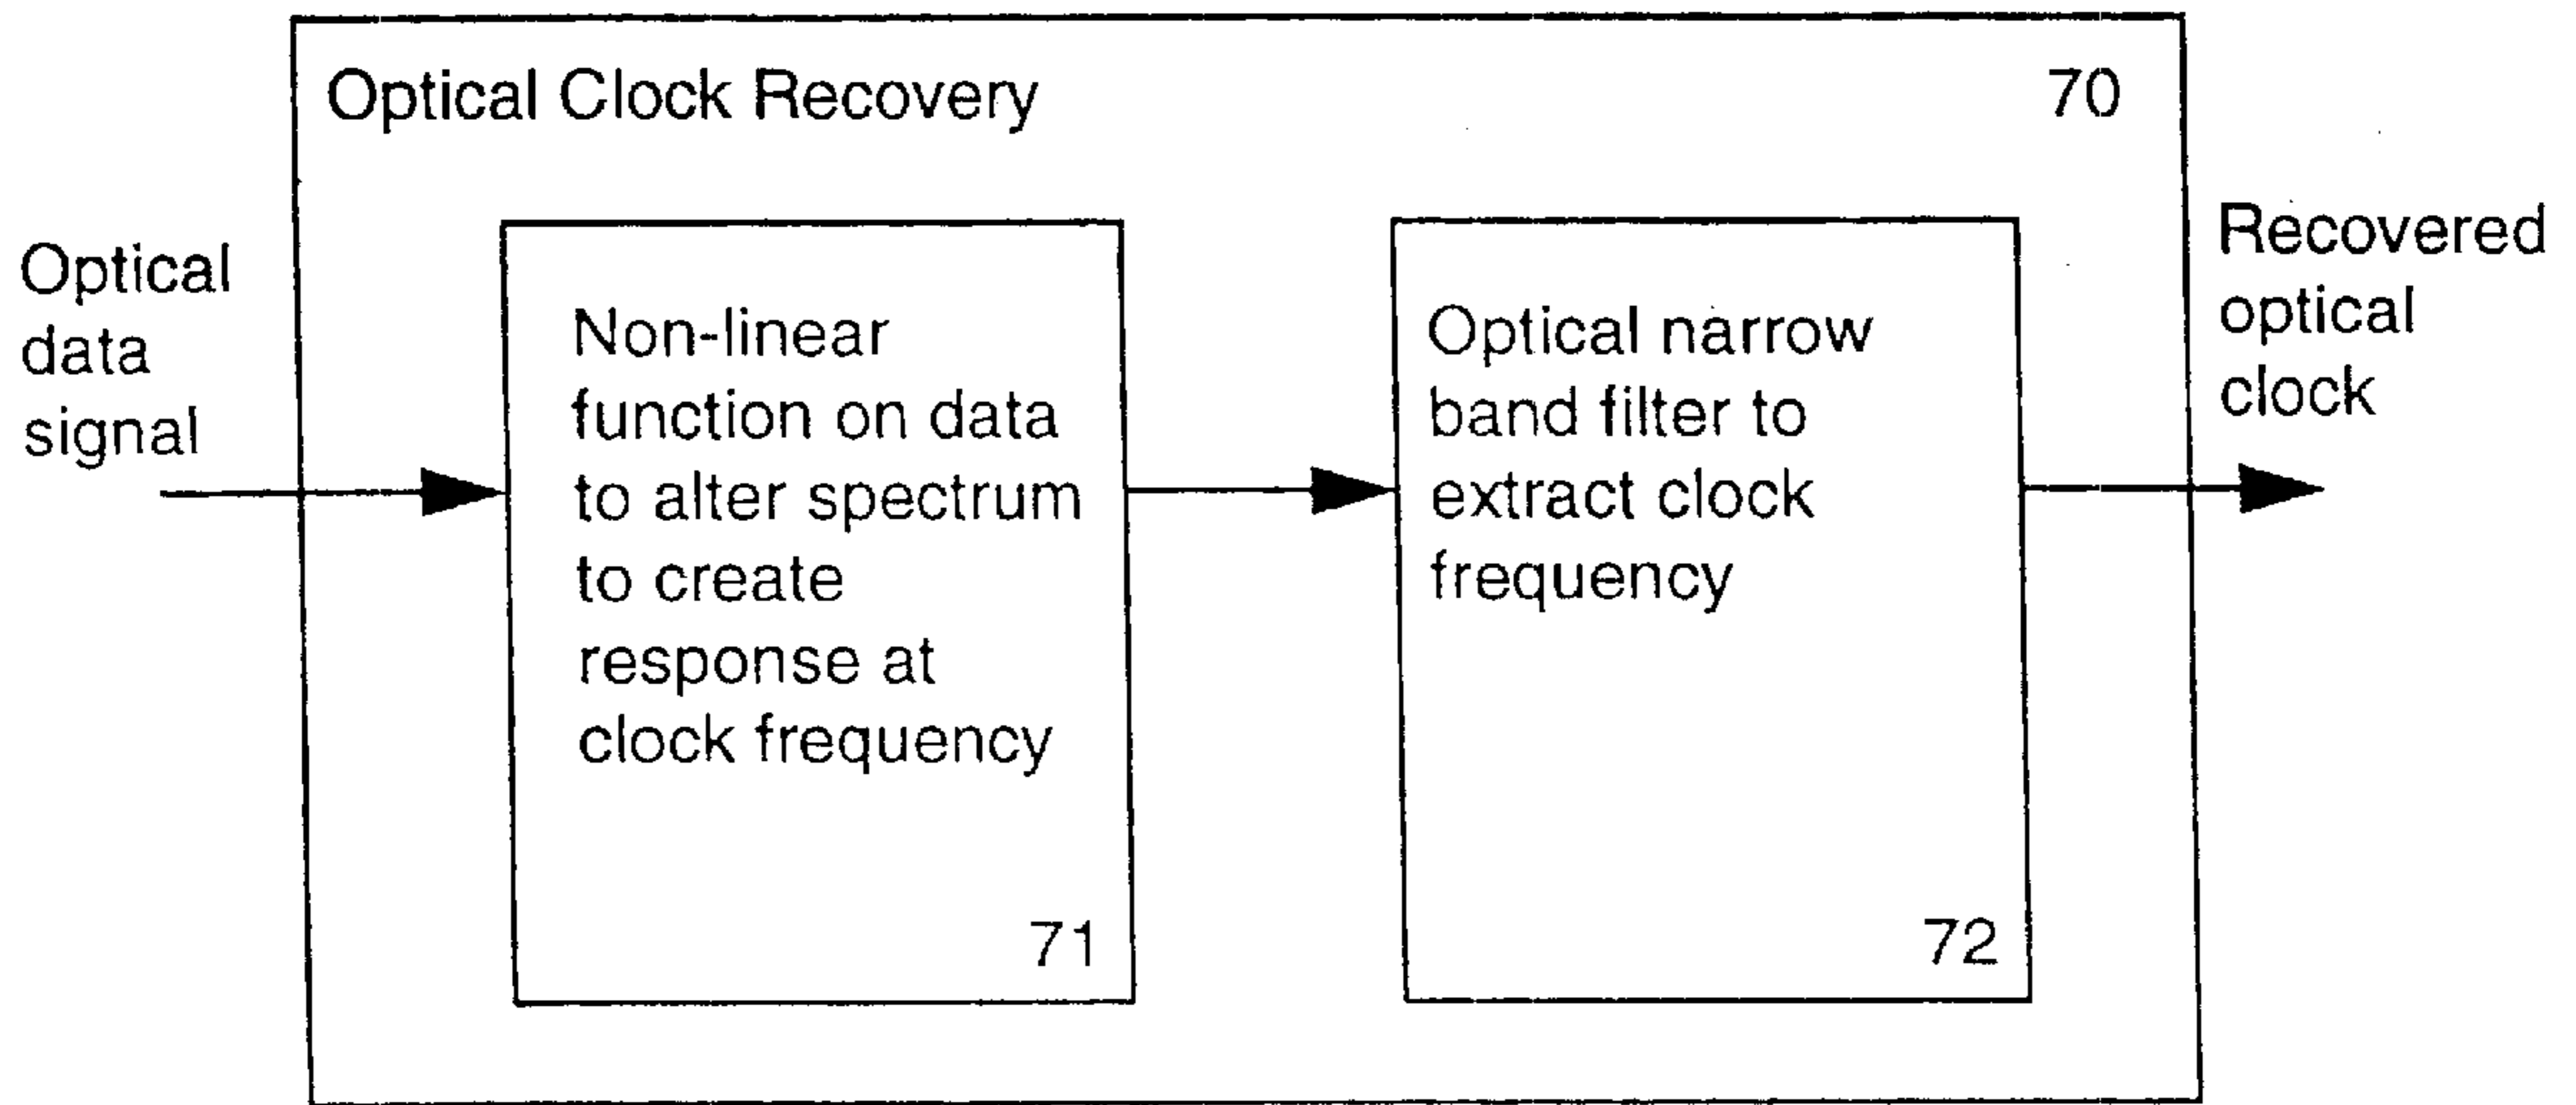 Optical Clock Recovery
70
Optical
data
signal
Non-linear
function on data
to alter spectrum
to create
response at
clock frequency
71
Optical narrow
band filter to
extract clock
frequency
72
Recovered
optical
clock